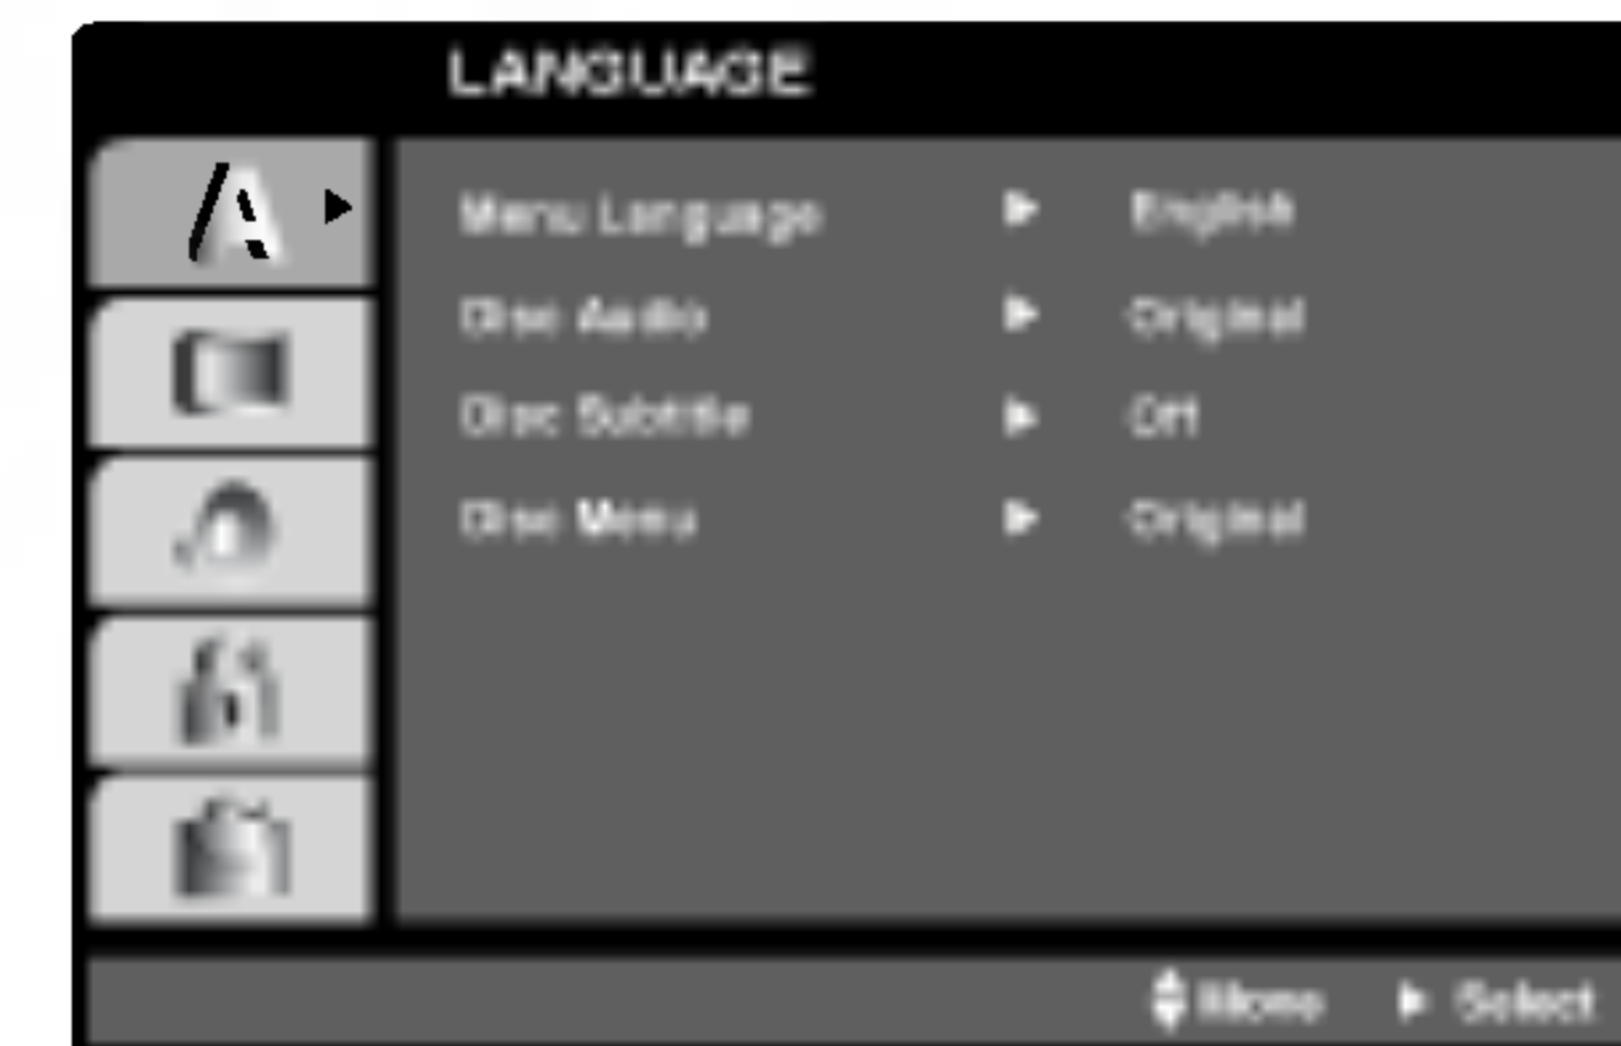 LANGUAGE
Menu Language ► English
Disc Audio ► Original
Disc Subtitle ► Off
Disc Menu ► Original
Move ► Select